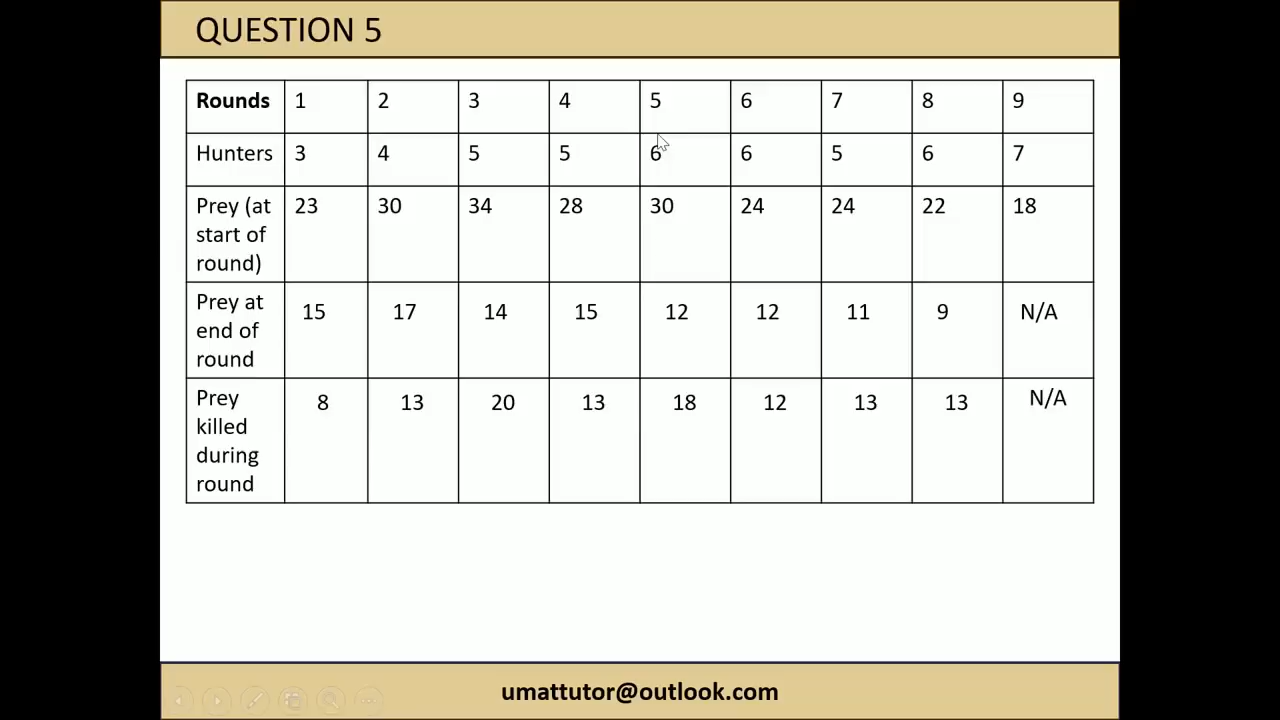 QUESTION 5
Rounds 1 2 3 4 5 6 7 8 9
Hunters 3 4 5 5 6 6 5 6 7
Prey (at 23 30 34 28 30 24 24 22 18
start of
round)
Prey at
end of 15 17 14 15 12 12 11 9 N/A
round
Prey 8 13 20 13 18 12 13 13 N/A
killed
during
round
umattutor@outlook.com